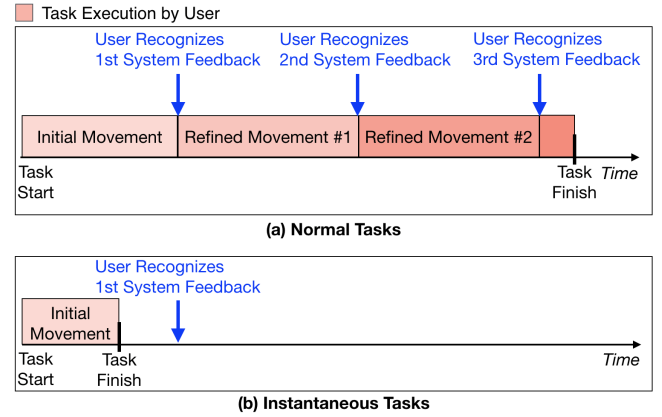 Task Execution by User
User Recognizes
1st System Feedback
User Recognizes
2nd System Feedback
User Recognizes
3rd System Feedback
Initial Movement
Refined Movement #1
Refined Movement #2
Task
Start
Task
Finish
Time
(a) Normal Tasks
User Recognizes
1st System Feedback
Initial
Movement
Task
Start
Task
Finish
Time
(b) Instantaneous Tasks